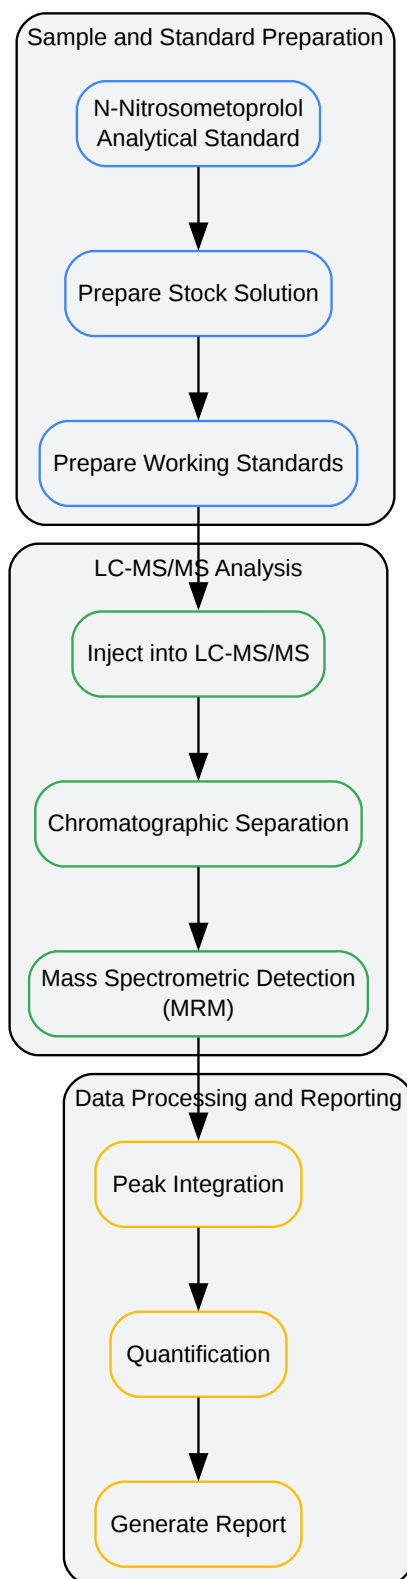 Sample and Standard Preparation
N-Nitrosometoprolol
Analytical Standard
Prepare Stock Solution
Prepare Working Standards
LC-MS/MS Analysis
Inject into LC-MS/MS
Chromatographic Separation
Mass Spectrometric Detection
(MRM)
Data Processing and Reporting
Peak Integration
Quantification
Generate Report